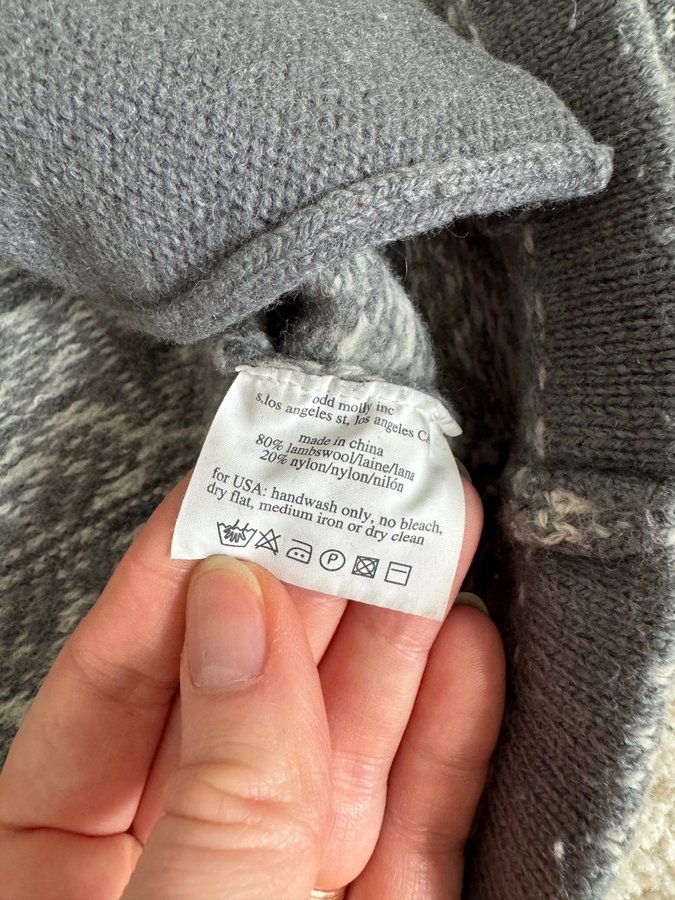 odd molly inc
s.los angeles st, los angeles CA
made in china
80% lambswool/laine/lana
20% nylon/nylon/nilón
for USA: handwash only, no bleach,
dry flat, medium iron or dry clean
P